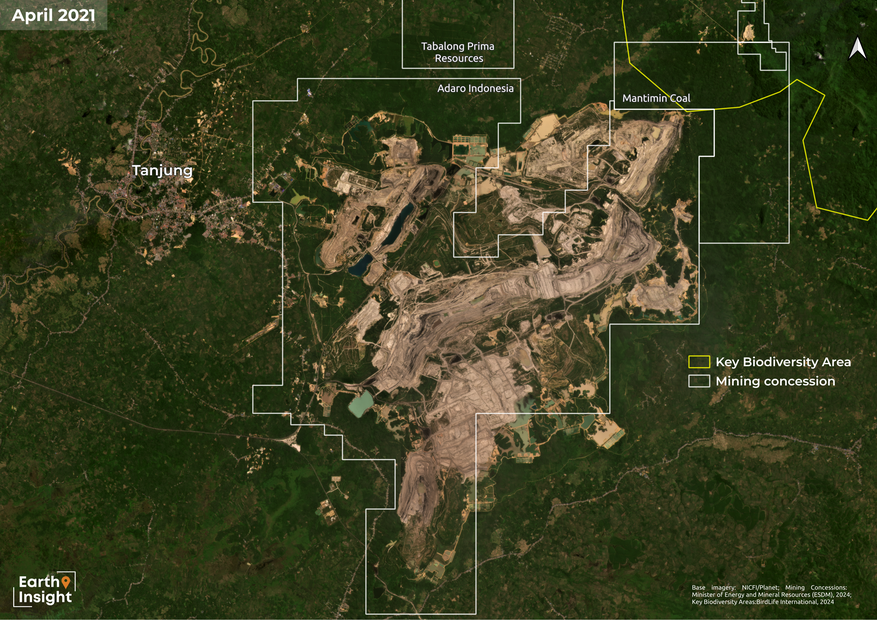 April 2021
Tabalong Prima
Resources
Adaro Indonesia
Mantimin Coal
Tanjung
Key Biodiversity Area
Mining concession
Earth
Insight
Base imagery: NICFI/Planet; Mining Concessions:
Minister of Energy and Mineral Resources (ESDM), 2024;
Key Biodiversity Areas:BirdLife International, 2024